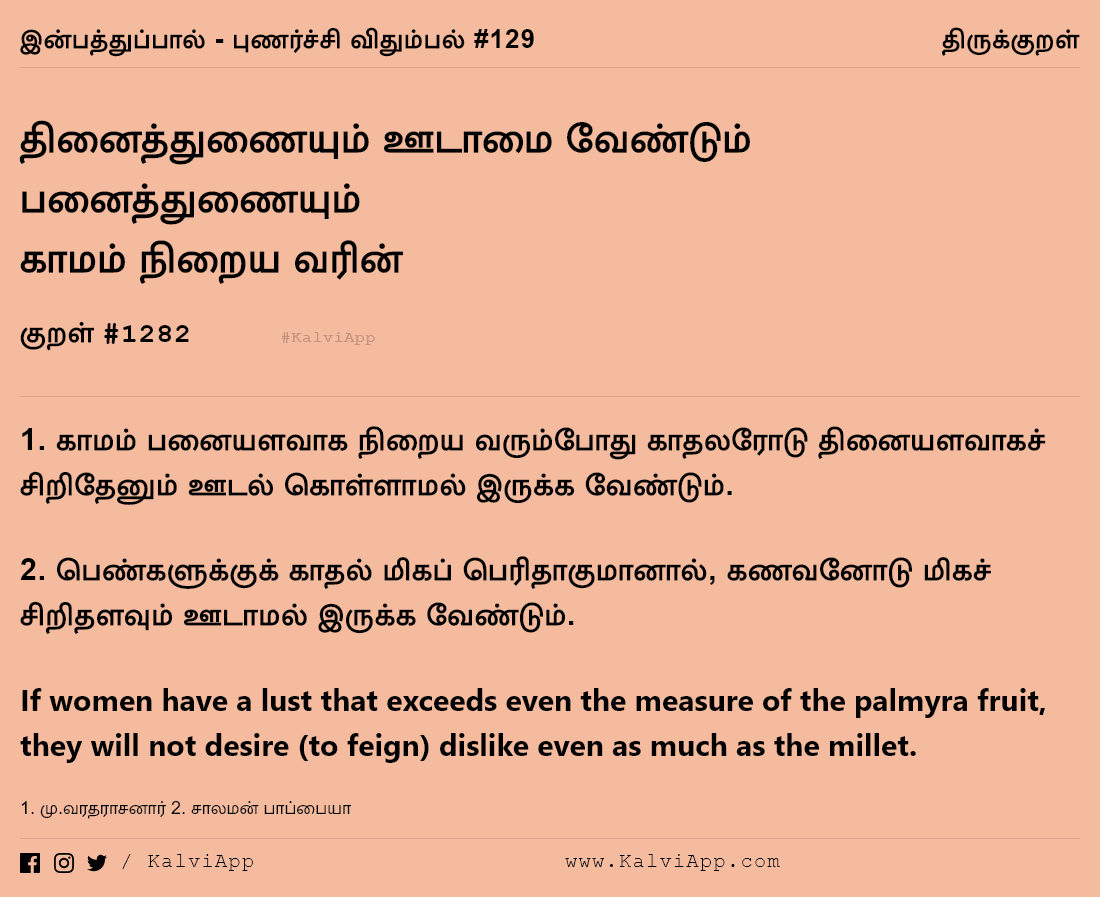 இன்பத்துப்பால் - புணர்ச்சி விதும்பல் #129 திருக்குறள்
தினைத்துணையும் ஊடாமை வேண்டும்
பனைத்துணையும்
காமம் நிறைய வரின்
குறள் #1282 #KalviApp
1. காமம் பனையளவாக நிறைய வரும்போது காதலரோடு தினையளவாகச்
சிறிதேனும் ஊடல் கொள்ளாமல் இருக்க வேண்டும்.
2. பெண்களுக்குக் காதல் மிகப் பெரிதாகுமானால், கணவனோடு மிகச்
சிறிதளவும் ஊடாமல் இருக்க வேண்டும்.
If women have a lust that exceeds even the measure of the palmyra fruit,
they will not desire (to feign) dislike even as much as the millet.
1. மு.வரதராசனார் 2. சாலமன் பாப்பையா
/ KalviApp www.KalviApp.com